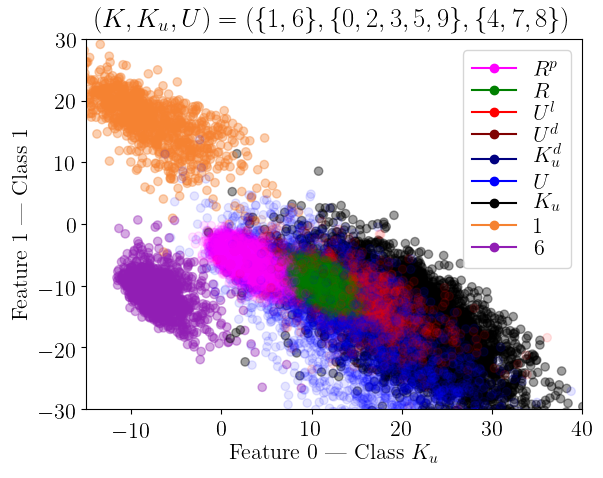 (K, K_u, U) = ({1, 6}, {0, 2, 3, 5, 9}, {4, 7, 8})
30
20
10
0
−10
−20
−30
Feature 1 — Class 1
R^p
R
U^l
U^d
K_u^d
U
K_u
1
6
−10
0
10
20
30
40
Feature 0 — Class K_u